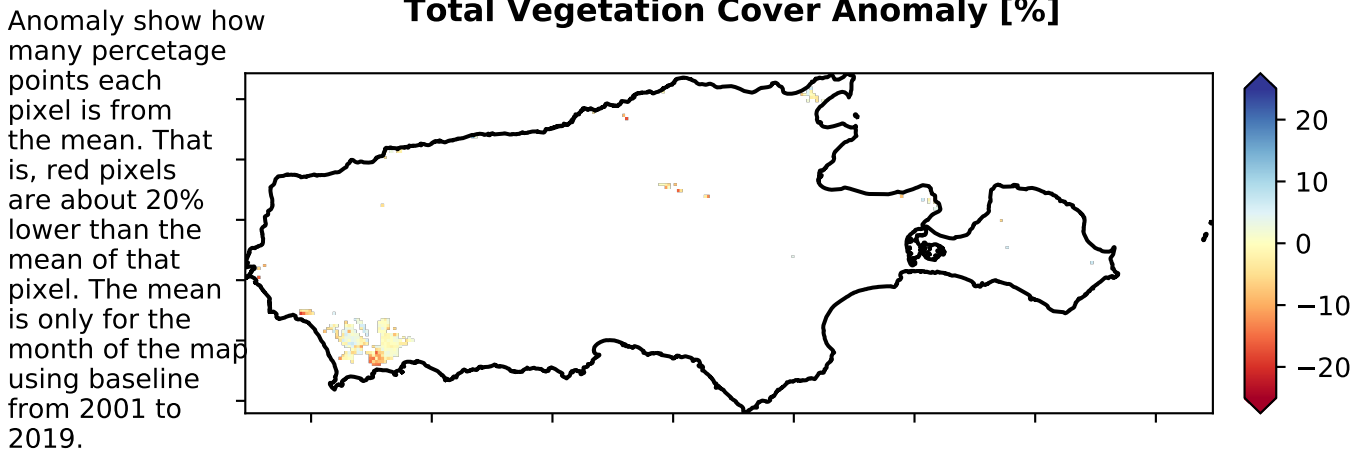 Total Vegetation Cover Anomaly [%]
Anomaly show how
many percetage
points each
pixel is from
the mean. That
is, red pixels
are about 20%
lower than the
mean of that
pixel. The mean
is only for the
month of the map
using baseline
from 2001 to
2019.
20
10
0
−10
−20